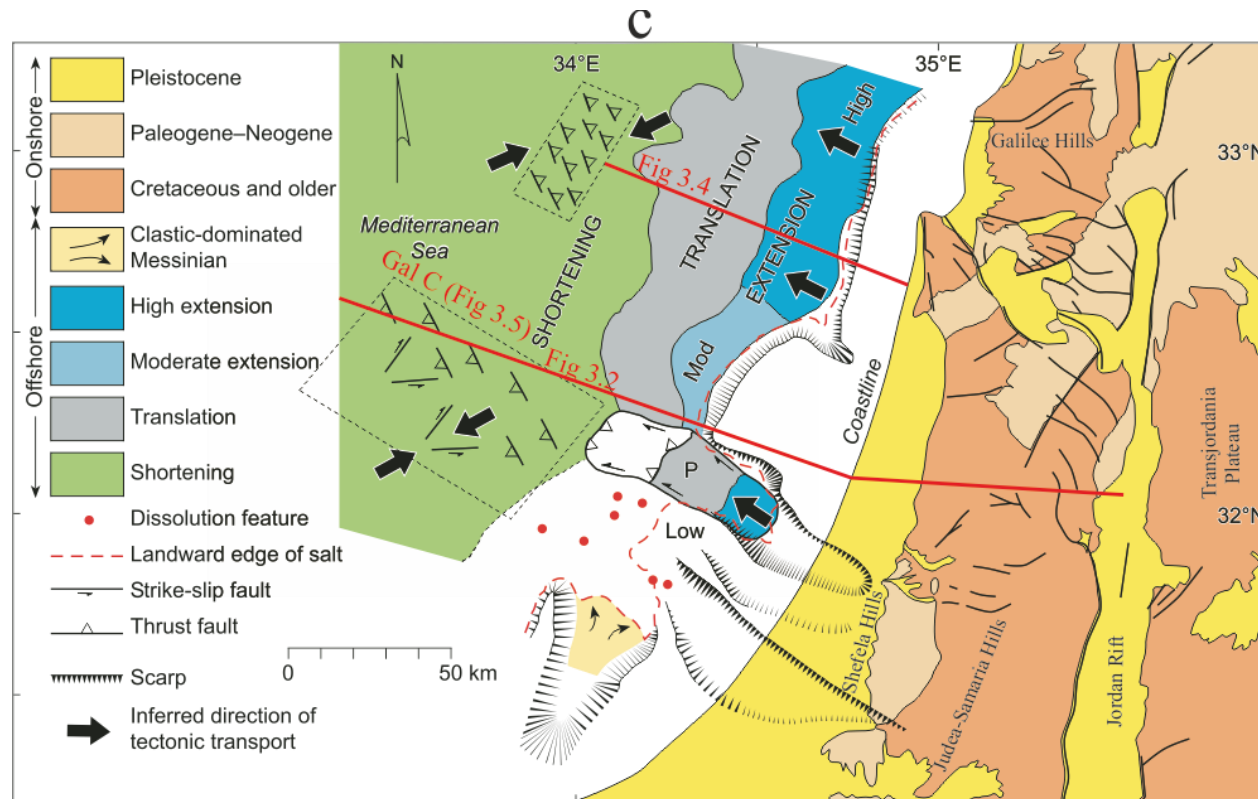 C
Onshore
Offshore
Pleistocene
Paleogene–Neogene
Cretaceous and older
Clastic-dominated
Messinian
High extension
Moderate extension
Translation
Shortening
Dissolution feature
Landward edge of salt
Strike-slip fault
Thrust fault
Scarp
Inferred direction of
tectonic transport
N
34°E
35°E
33°N
32°N
Mediterranean
Sea
SHORTENING
TRANSLATION
EXTENSION
High
Mod
Low
P
Fig 3.4
Gal C (Fig 3.5)
Fig 3.2
0
50 km
Coastline
Galilee Hills
Shefela Hills
Judea-Samaria Hills
Jordan Rift
Transjordania
Plateau